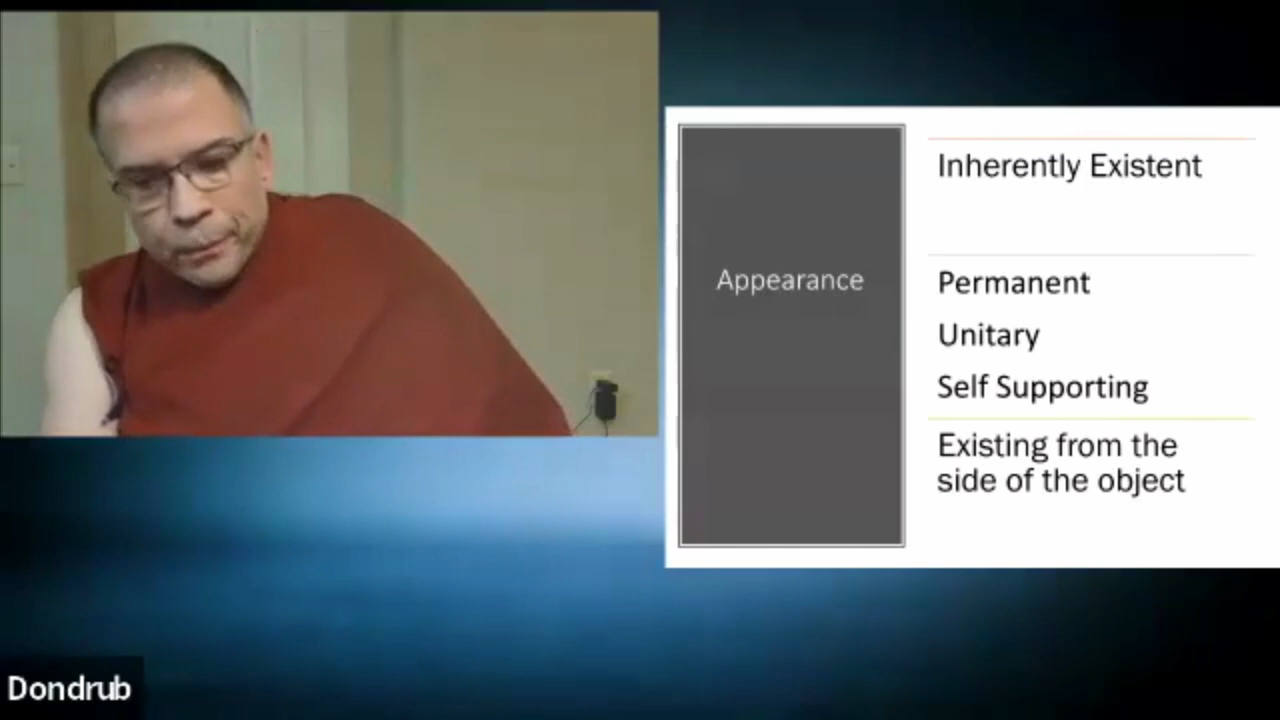 Appearance
Inherently Existent
Permanent
Unitary
Self Supporting
Existing from the
side of the object
Dondrub